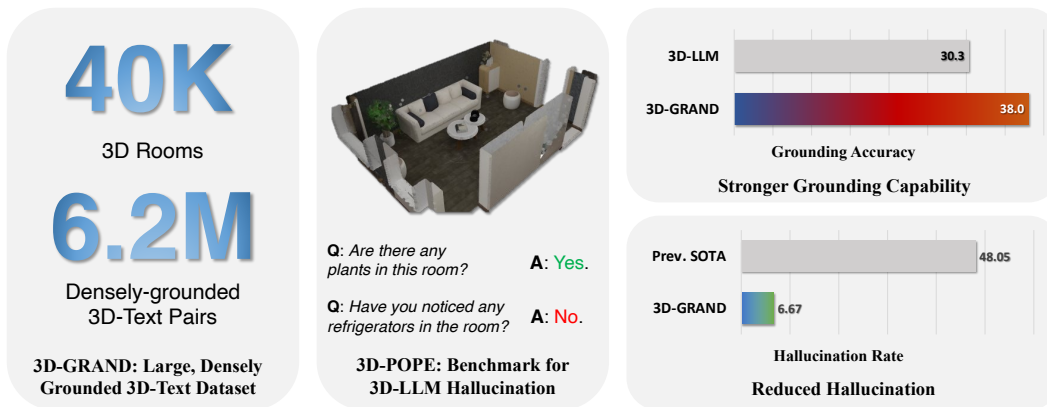 40K
3D Rooms
6.2M
Densely-grounded
3D-Text Pairs
3D-GRAND: Large, Densely
Grounded 3D-Text Dataset
Q: Are there any
plants in this room?
A: Yes.
Q: Have you noticed any
refrigerators in the room?
A: No.
3D-POPE: Benchmark for
3D-LLM Hallucination
3D-LLM
30.3
3D-GRAND
38.0
Grounding Accuracy
Stronger Grounding Capability
Prev. SOTA
48.05
3D-GRAND
6.67
Hallucination Rate
Reduced Hallucination